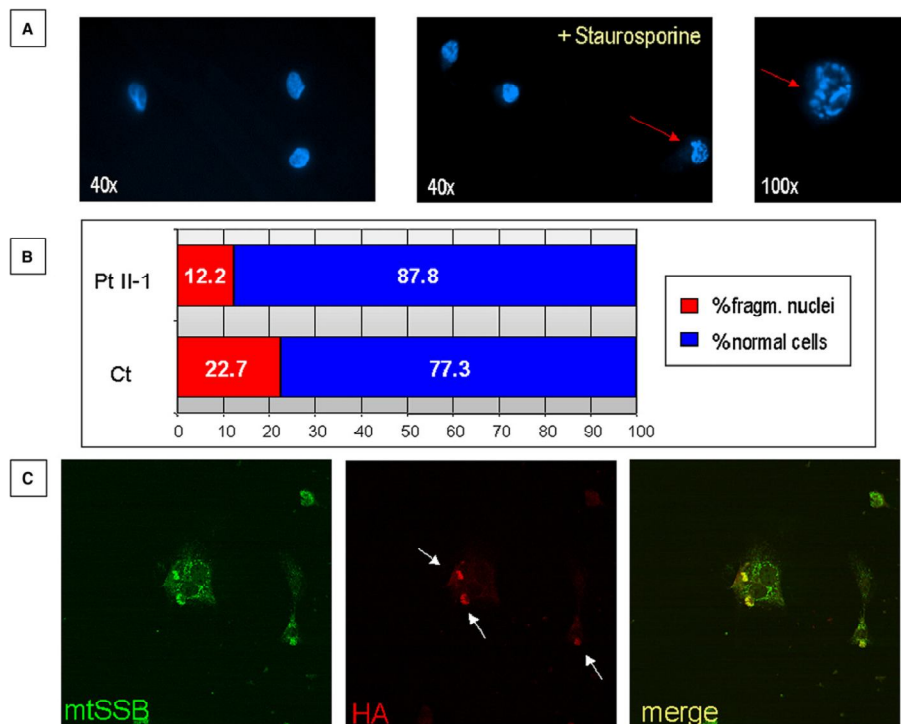 A
40x
+ Staurosporine
40x
100x
B
Pt II-1
12.2
87.8
Ct
22.7
77.3
0 10 20 30 40 50 60 70 80 90 100
%fragm. nuclei
%normal cells
C
mtSSB
HA
merge